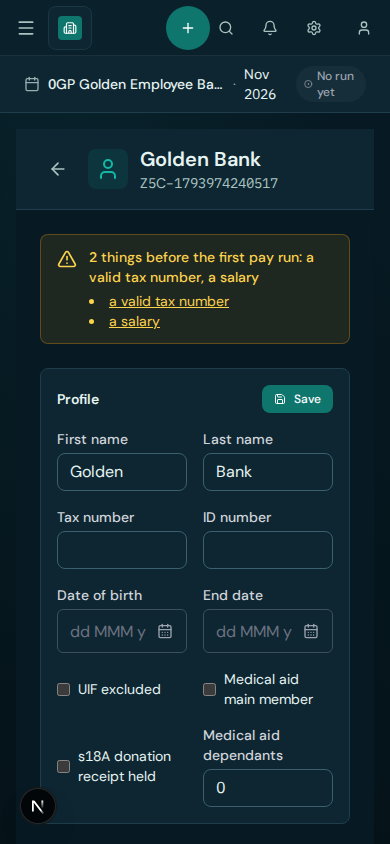 0GP Golden Employee Ba… · Nov 2026
No run yet
Golden Bank
Z5C-1793974240517
2 things before the first pay run: a
valid tax number, a salary
a valid tax number
a salary
Profile
Save
First name
Last name
Golden
Bank
Tax number
ID number
Date of birth
End date
dd MMM y
dd MMM y
UIF excluded
Medical aid
main member
s18A donation
receipt held
Medical aid
dependants
0
N